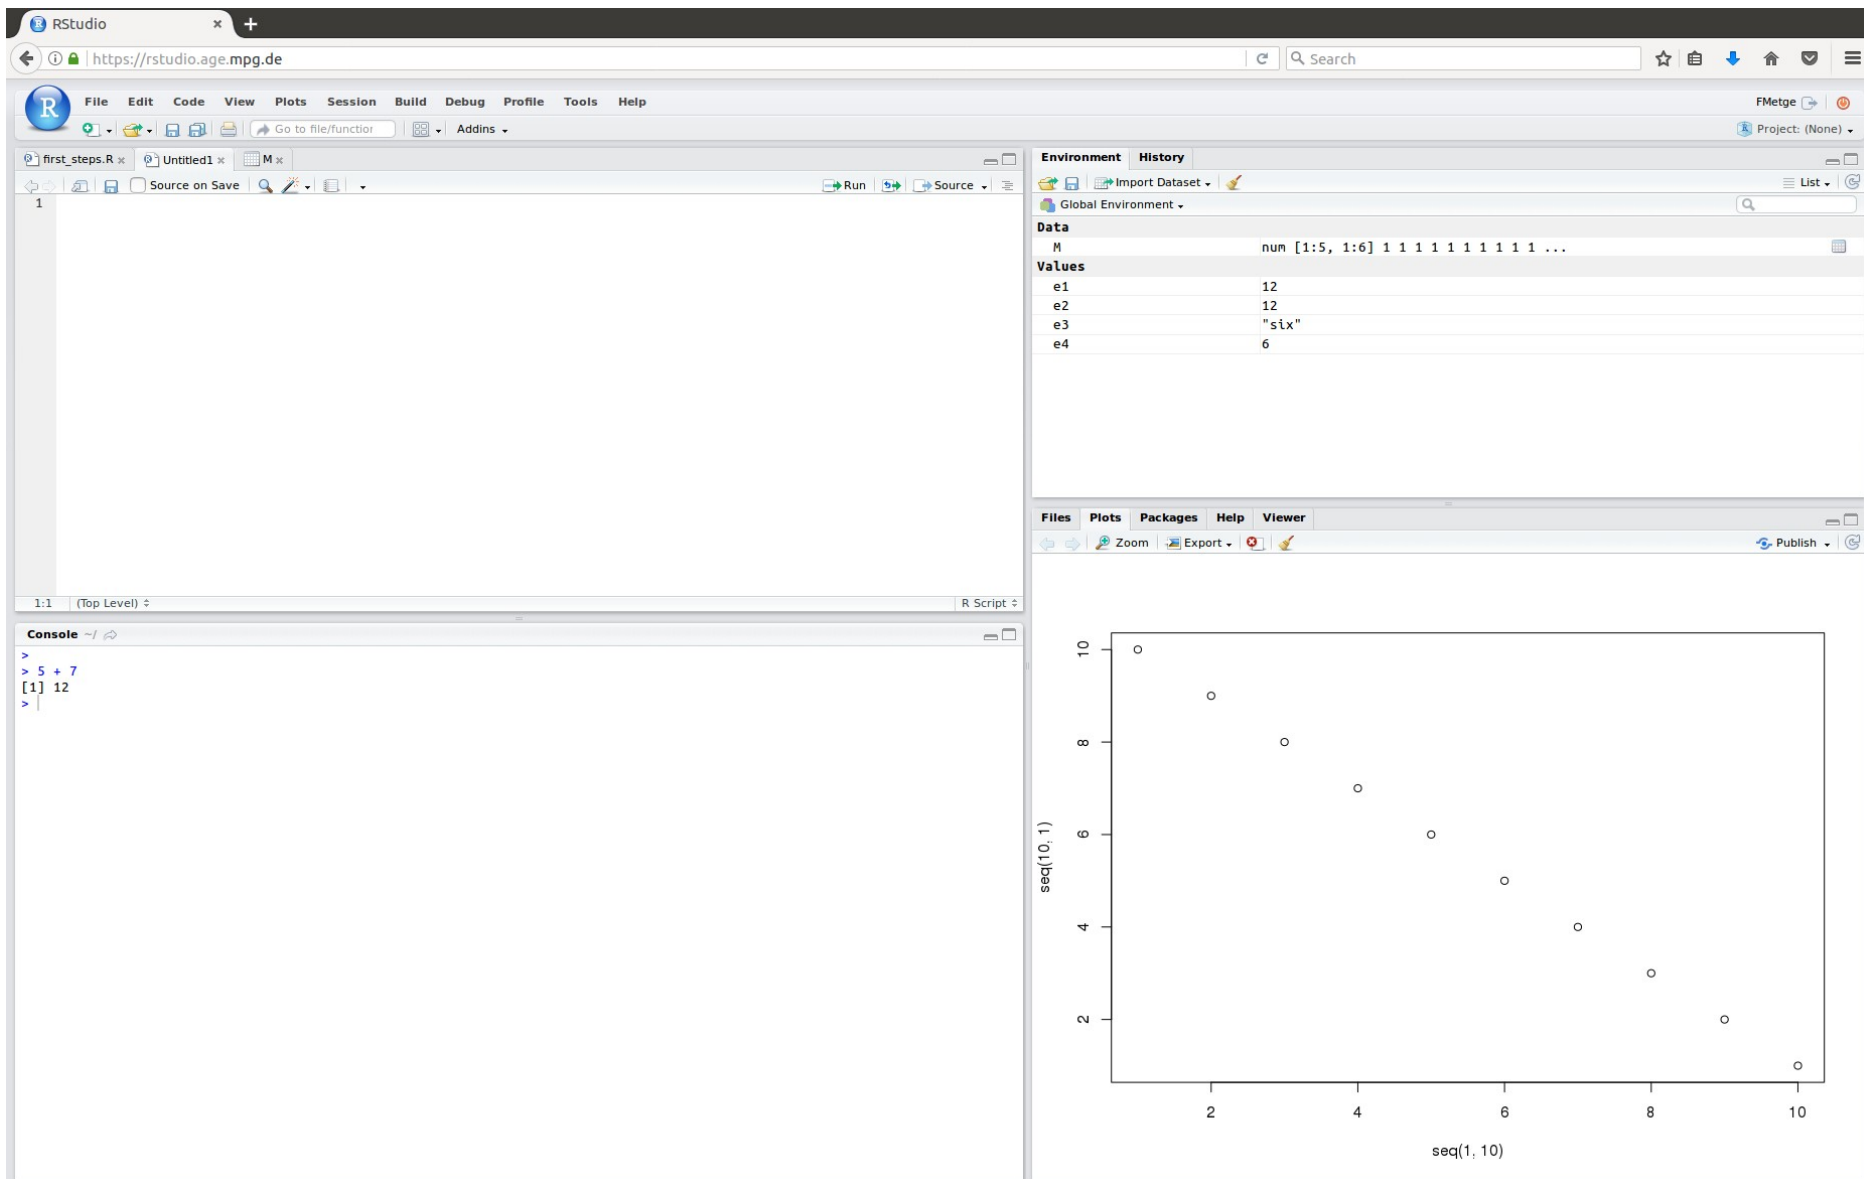 RStudio × +
https://rstudio.age.mpg.de Search
R File Edit Code View Plots Session Build Debug Profile Tools Help FMetge
Go to file/function Addins Project: (None)
first_steps.R × Untitled1 × M ×
Source on Save Run Source
1
1:1 (Top Level) R Script
Console ~/
>
> 5 + 7
[1] 12
>
Environment History
Import Dataset List
Global Environment
Data
M num [1:5, 1:6] 1 1 1 1 1 1 1 1 1 1 ...
Values
e1 12
e2 12
e3 "six"
e4 6
Files Plots Packages Help Viewer
Zoom Export Publish
10
8
6
4
2
seq(10, 1)
2 4 6 8 10
seq(1, 10)